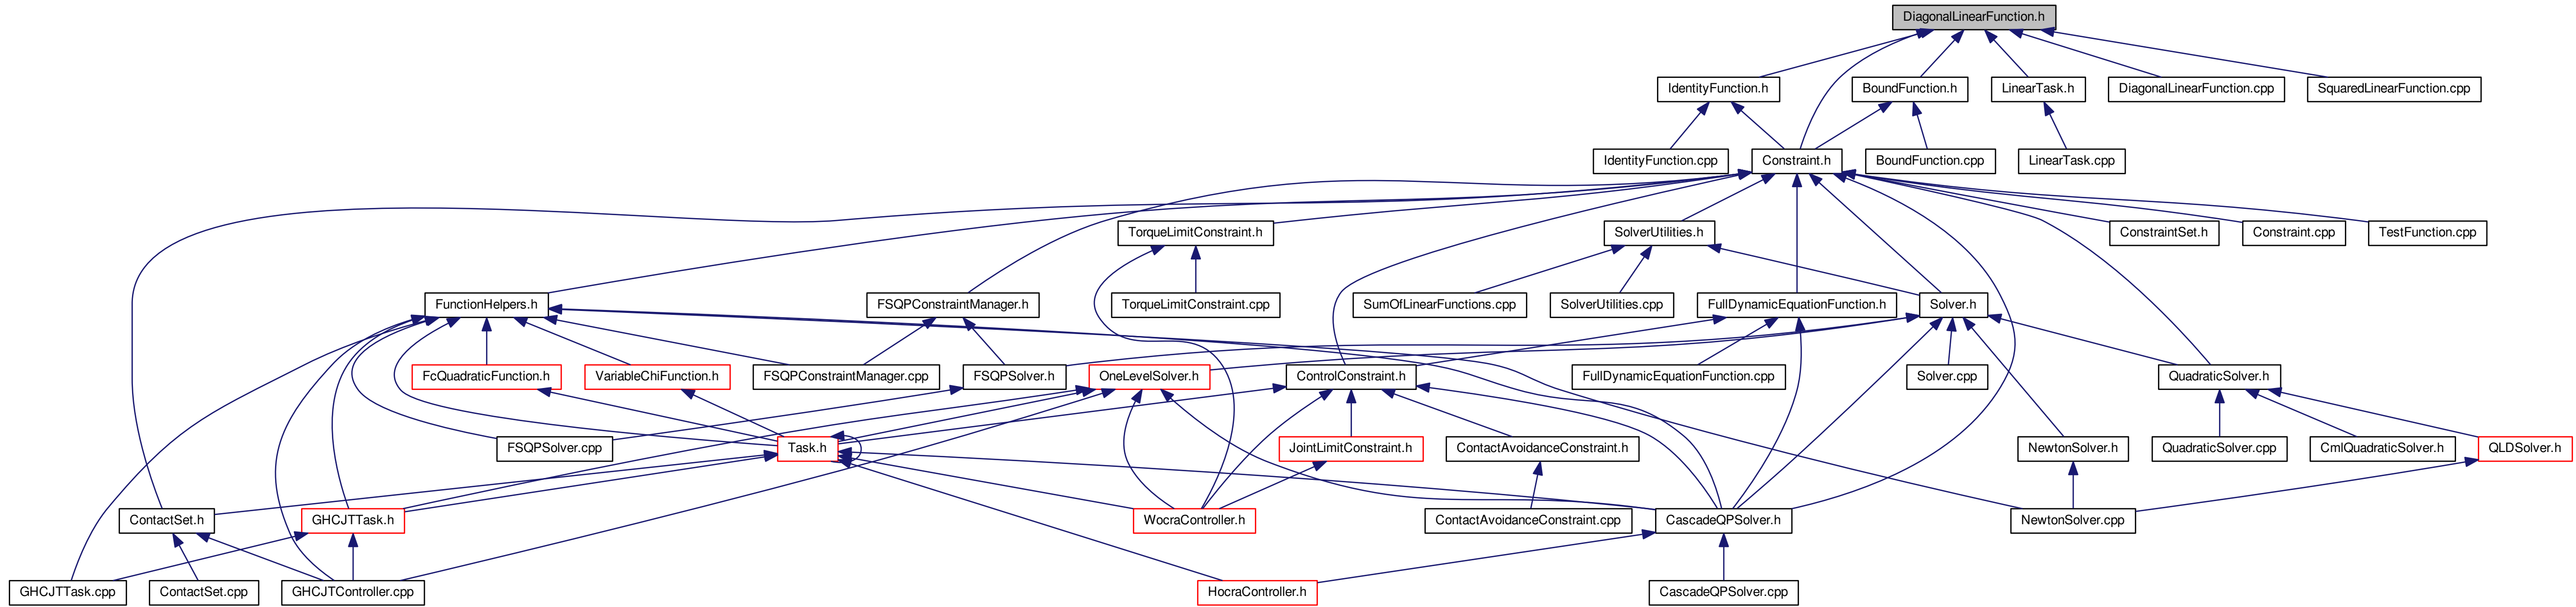 DiagonalLinearFunction.h
IdentityFunction.h
BoundFunction.h
LinearTask.h
DiagonalLinearFunction.cpp
SquaredLinearFunction.cpp
IdentityFunction.cpp
Constraint.h
BoundFunction.cpp
LinearTask.cpp
TorqueLimitConstraint.h
SolverUtilities.h
ConstraintSet.h
Constraint.cpp
TestFunction.cpp
FunctionHelpers.h
FSQPConstraintManager.h
TorqueLimitConstraint.cpp
SumOfLinearFunctions.cpp
SolverUtilities.cpp
FullDynamicEquationFunction.h
Solver.h
FcQuadraticFunction.h
VariableChiFunction.h
FSQPConstraintManager.cpp
FSQPSolver.h
OneLevelSolver.h
ControlConstraint.h
FullDynamicEquationFunction.cpp
Solver.cpp
QuadraticSolver.h
FSQPSolver.cpp
Task.h
JointLimitConstraint.h
ContactAvoidanceConstraint.h
NewtonSolver.h
QuadraticSolver.cpp
CmlQuadraticSolver.h
QLDSolver.h
ContactSet.h
GHCJTTask.h
WocraController.h
ContactAvoidanceConstraint.cpp
CascadeQPSolver.h
NewtonSolver.cpp
GHCJTTask.cpp
ContactSet.cpp
GHCJTController.cpp
HocraController.h
CascadeQPSolver.cpp